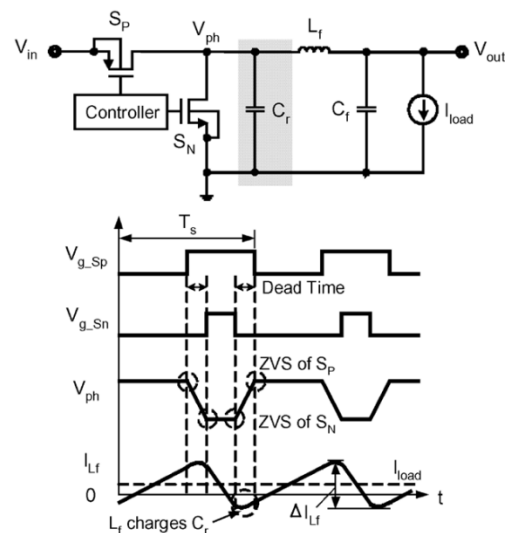 S_P
V_in
V_ph
L_f
V_out
Controller
S_N
C_r
C_f
I_load
T_s
V_g_Sp
Dead Time
V_g_Sn
ZVS of S_P
V_ph
ZVS of S_N
I_Lf
I_load
0
t
ΔI_Lf
L_f charges C_r